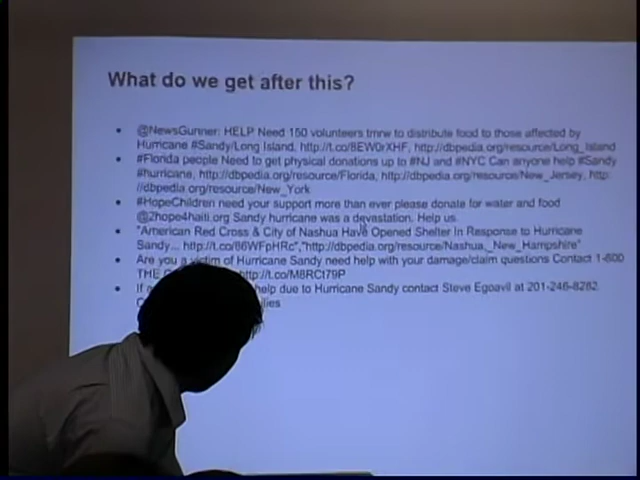 What do we get after this?
• @NewsGunner: HELP Need 150 volunteers tmrw to distribute food to those affected by
Hurricane #Sandy/Long Island, http://t.co/8EW0rXHF, http://dbpedia.org/resource/Long_Island
• #Florida people Need to get physical donations up to #NJ and #NYC Can anyone help #Sandy
#hurricane, http://dbpedia.org/resource/Florida, http://dbpedia.org/resource/New_Jersey, http:
//dbpedia.org/resource/New_York
• #HopeChildren need your support more than ever please donate for water and food
@2hope4haiti.org Sandy hurricane was a devastation. Help us
• "American Red Cross & City of Nashua Have Opened Shelter In Response to Hurricane
Sandy... http://t.co/66WFpHRc","http://dbpedia.org/resource/Nashua,_New_Hampshire"
• Are you a victim of Hurricane Sandy need help with your damage/claim questions Contact 1-800
THE http://t.co/M8RCt79P
• If help due to Hurricane Sandy contact Steve Egoavil at 201-246-8282